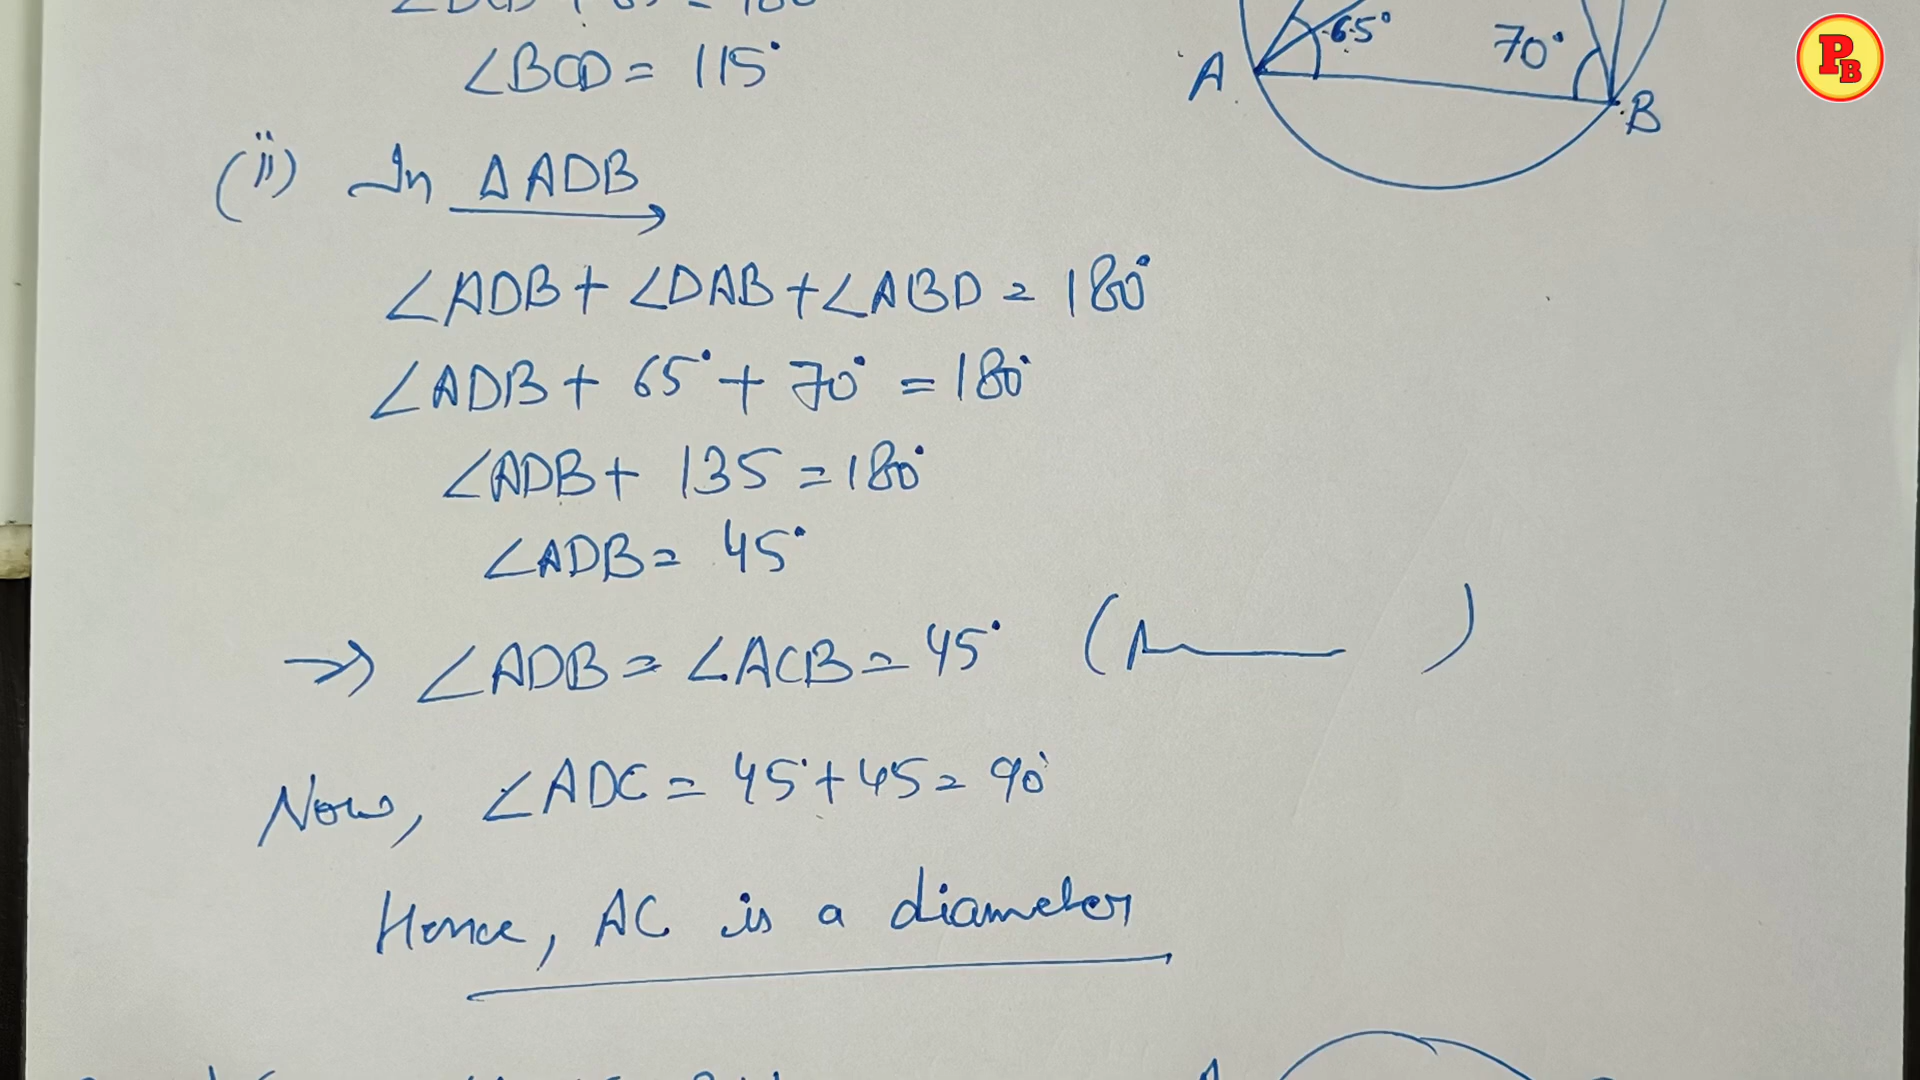 ∠BCD = 115°
65°
70°
A
B
PB
(ii) In △ADB
∠ADB + ∠DAB + ∠ABD = 180°
∠ADB + 65° + 70° = 180°
∠ADB + 135 = 180°
∠ADB = 45°
⇒ ∠ADB = ∠ACB = 45° ( )
Now, ∠ADC = 45° + 45 = 90°
Hence, AC is a diameter
A